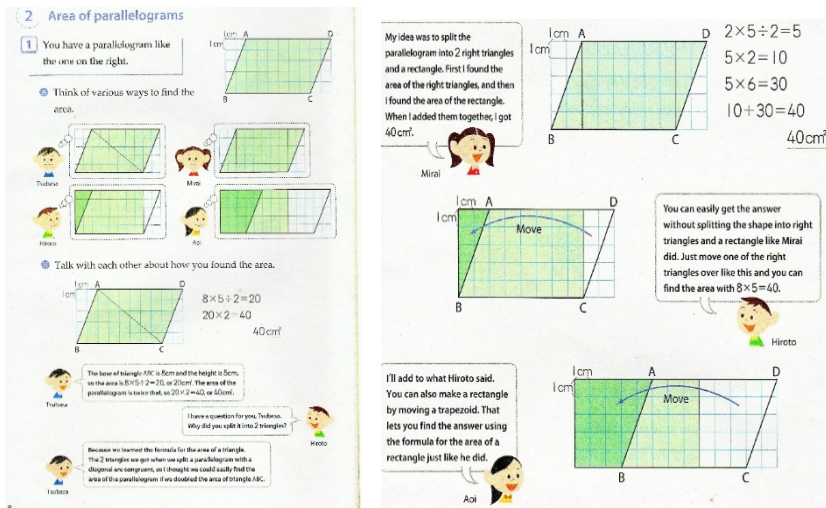 2 Area of parallelograms
1 You have a parallelogram like
the one on the right.
1cm A D
1cm
B C
A Think of various ways to find the
area.
Tsubasa
Mirai
Hiroto
Aoi
B Talk with each other about how you found the area.
1cm A D
1cm
B C
8×5÷2=20
20×2=40
40cm²
The base of triangle ABC is 8cm and the height is 5cm,
so the area is 8×5÷2=20, or 20cm². The area of the
parallelogram is twice that, so 20×2=40, or 40cm².
Tsubasa
I have a question for you, Tsubasa.
Why did you split it into 2 triangles?
Hiroto
Because we learned the formula for the area of a triangle.
The 2 triangles we got when we split a parallelogram with a
diagonal are congruent, so I thought we could easily find the
area of the parallelogram if we doubled the area of triangle ABC.
Tsubasa
My idea was to split the
parallelogram into 2 right triangles
and a rectangle. First I found the
area of the right triangles, and then
I found the area of the rectangle.
When I added them together, I got
40cm².
Mirai
1cm A D
1cm
B C
2×5÷2=5
5×2=10
5×6=30
10+30=40
40cm²
1cm A D
1cm
Move
B C
You can easily get the answer
without splitting the shape into right
triangles and a rectangle like Mirai
did. Just move one of the right
triangles over like this and you can
find the area with 8×5=40.
Hiroto
I'll add to what Hiroto said.
You can also make a rectangle
by moving a trapezoid. That
lets you find the answer using
the formula for the area of a
rectangle just like he did.
Aoi
1cm A D
1cm
Move
B C